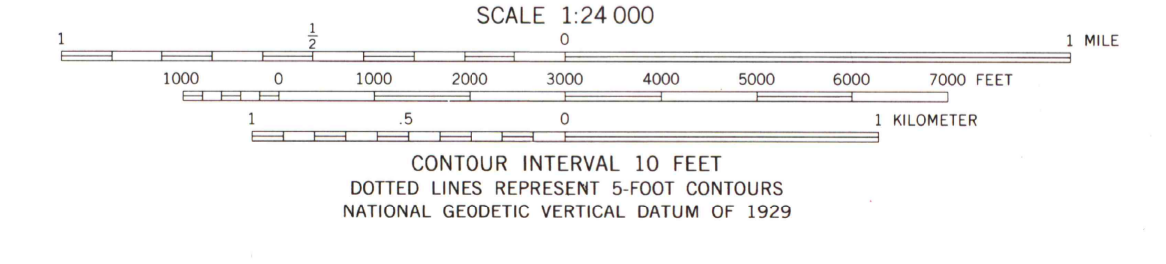 SCALE 1:24 000
1 1/2 0 1 MILE
1000 0 1000 2000 3000 4000 5000 6000 7000 FEET
1 .5 0 1 KILOMETER
CONTOUR INTERVAL 10 FEET
DOTTED LINES REPRESENT 5-FOOT CONTOURS
NATIONAL GEODETIC VERTICAL DATUM OF 1929